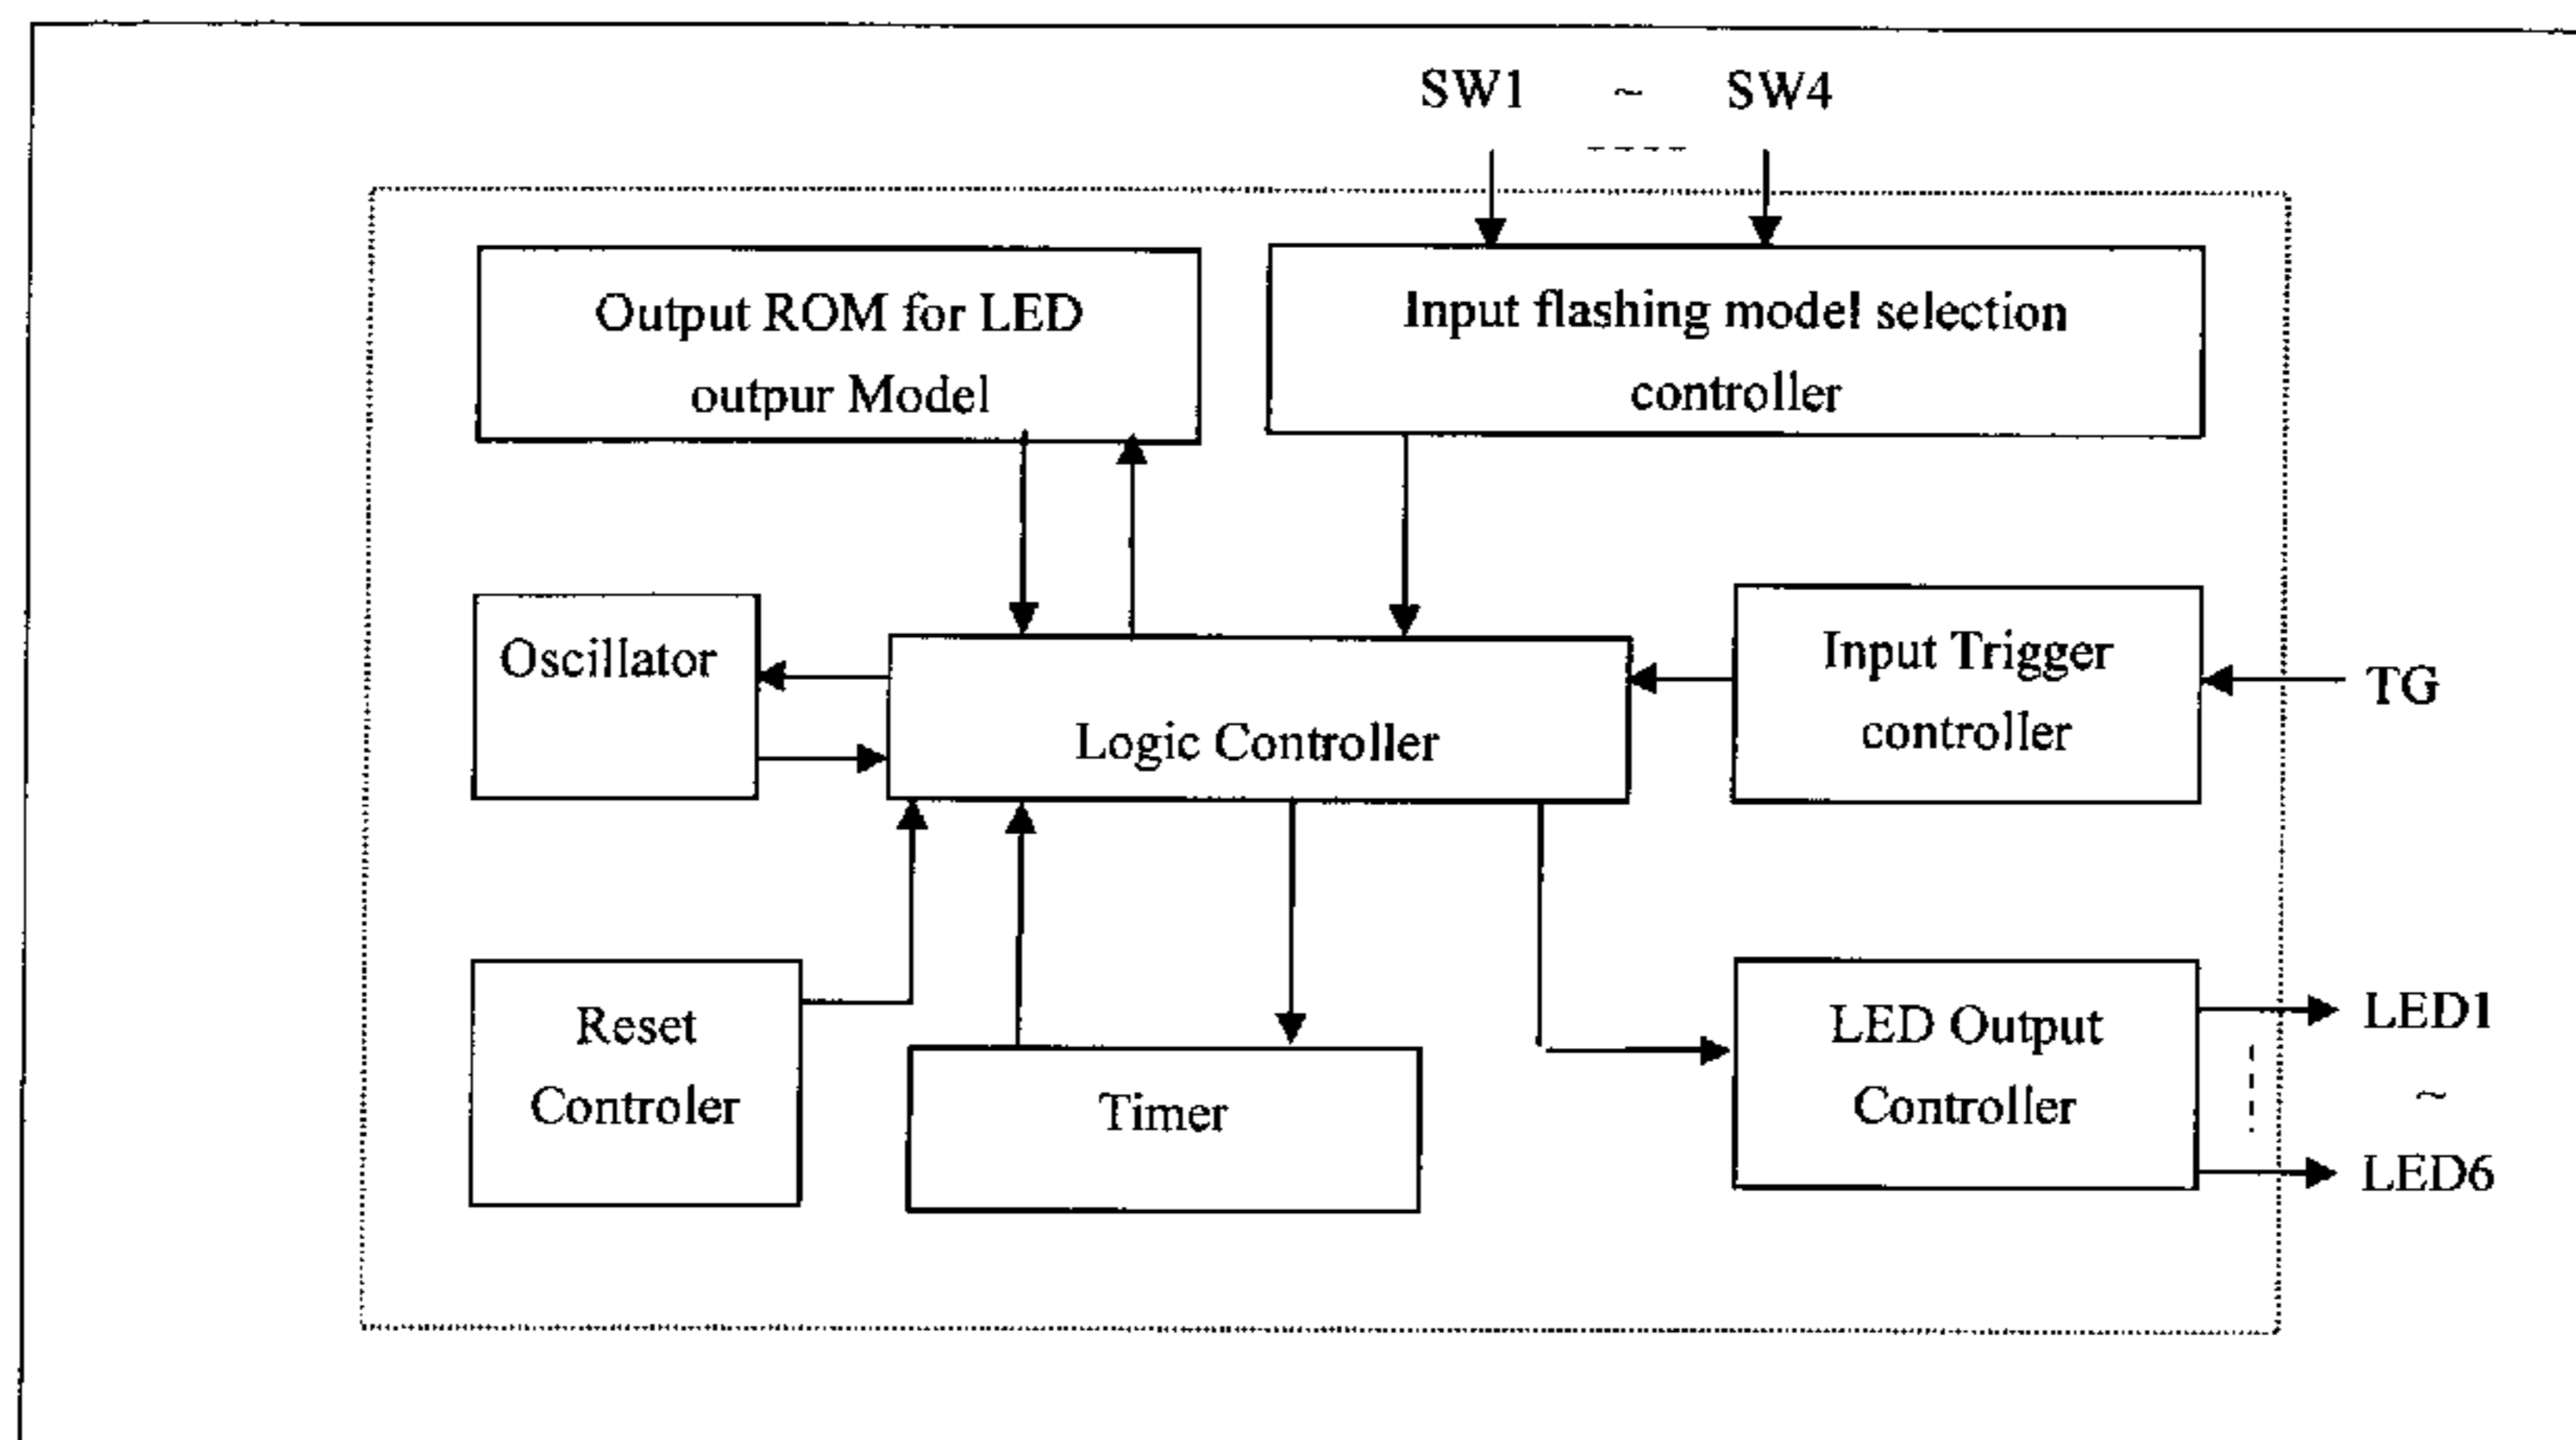 SW1 ~ SW4
Output ROM for LED
outpur Model
Input flashing model selection
controller
Oscillator
Logic Controller
Input Trigger
controller
TG
Reset
Controler
Timer
LED Output
Controller
LED1
~
LED6